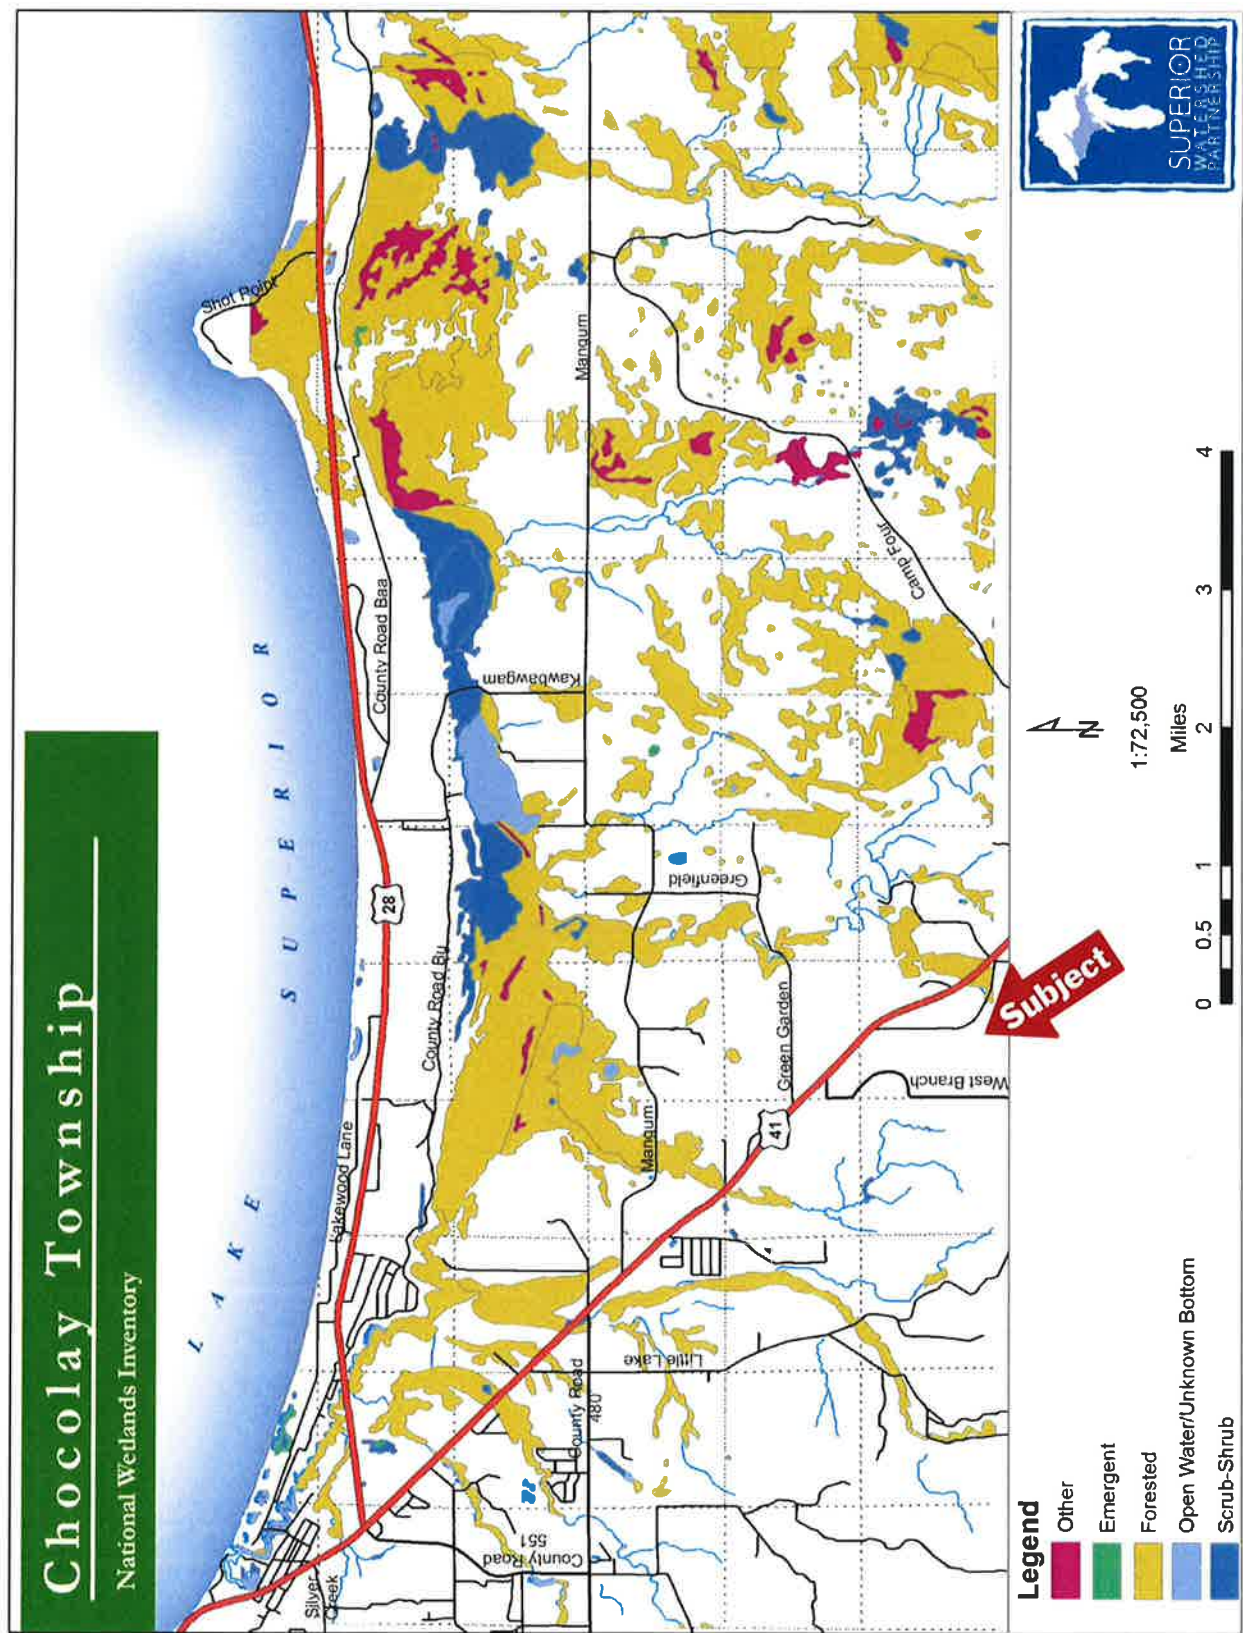 Chocolay Township
National Wetlands Inventory
LAKE SUPERIOR
Shot Point
28
County Road Baa
County Road Bu
Lakewood Lane
Kawbawgam
Mangum
Camp Four
Greenfield
Green Garden
Mangum
41
West Branch
Little Lake
County Road
480
County Road
551
Silver
Creek
Subject
Legend
Other
Emergent
Forested
Open Water/Unknown Bottom
Scrub-Shrub
N
1:72,500
0 0.5 1 2 3 4
Miles
SUPERIOR
WATERSHED
PARTNERSHIP